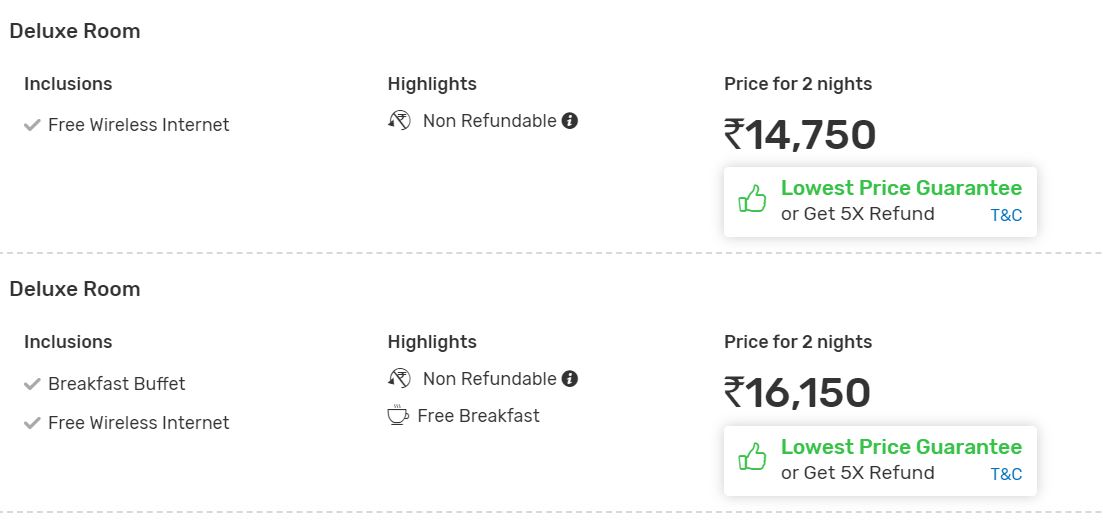 Deluxe Room
Inclusions
Highlights
Price for 2 nights
Free Wireless Internet
Non Refundable
₹14,750
Lowest Price Guarantee
or Get 5X Refund
T&C
Deluxe Room
Inclusions
Highlights
Price for 2 nights
Breakfast Buffet
Non Refundable
₹16,150
Free Wireless Internet
Free Breakfast
Lowest Price Guarantee
or Get 5X Refund
T&C